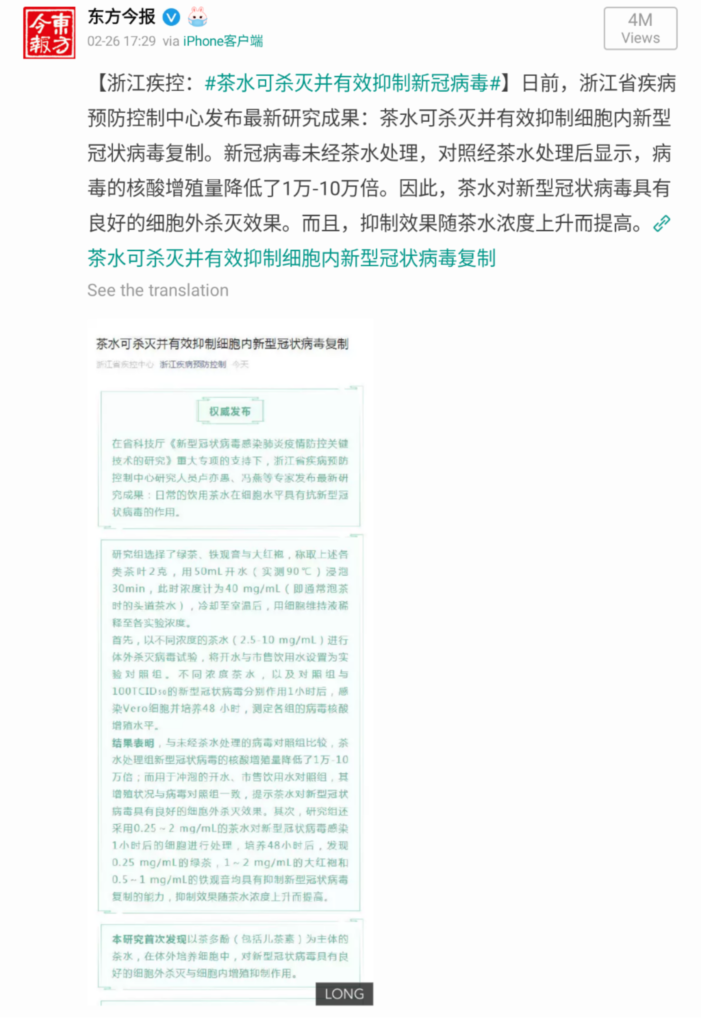 東方今報
东方今报
02-26 17:29 via iPhone客户端
4M
Views
【浙江疾控：#茶水可杀灭并有效抑制新冠病毒#】日前，浙江省疾病
预防控制中心发布最新研究成果：茶水可杀灭并有效抑制细胞内新型
冠状病毒复制。新冠病毒未经茶水处理，对照经茶水处理后显示，病
毒的核酸增殖量降低了1万-10万倍。因此，茶水对新型冠状病毒具有
良好的细胞外杀灭效果。而且，抑制效果随茶水浓度上升而提高。
茶水可杀灭并有效抑制细胞内新型冠状病毒复制
See the translation
茶水可杀灭并有效抑制细胞内新型冠状病毒复制
浙江省疾控中心 浙江疾病预防控制 今天
权威发布
在省科技厅《新型冠状病毒感染肺炎疫情防控关键
技术的研究》重大专项的支持下，浙江省疾病预防
控制中心研究人员卢亦愚、冯燕等专家发布最新研
究成果：日常的饮用茶水在细胞水平具有抗新型冠
状病毒的作用。
研究组选择了绿茶、铁观音与大红袍，称取上述各
类茶叶2克，用50mL开水（实测90℃）浸泡
30min，此时浓度计为40 mg/mL（即通常泡茶
时的头道茶水），冷却至室温后，用细胞维持液稀
释至各实验浓度。
首先，以不同浓度的茶水（2.5-10 mg/mL）进行
体外杀灭病毒试验，将开水与市售饮用水设置为实
验对照组。不同浓度茶水，以及对照组与
100TCID₅₀的新型冠状病毒分别作用1小时后，感
染Vero细胞并培养48 小时，测定各组的病毒核酸
增殖水平。
结果表明，与未经茶水处理的病毒对照组比较，茶
水处理组新型冠状病毒的核酸增殖量降低了1万-10
万倍；而用于冲泡的开水、市售饮用水对照组，其
增殖状况与病毒对照组一致，提示茶水对新型冠状
病毒具有良好的细胞外杀灭效果。其次，研究组还
采用0.25～2 mg/mL的茶水对新型冠状病毒感染
1小时后的细胞进行处理，培养48小时后，发现
0.25 mg/mL的绿茶，1～2 mg/mL的大红袍和
0.5～1 mg/mL的铁观音均具有抑制新型冠状病毒
复制的能力，抑制效果随茶水浓度上升而提高。
本研究首次发现以茶多酚（包括儿茶素）为主体的
茶水，在体外培养细胞中，对新型冠状病毒具有良
好的细胞外杀灭与细胞内增殖抑制作用。
LONG